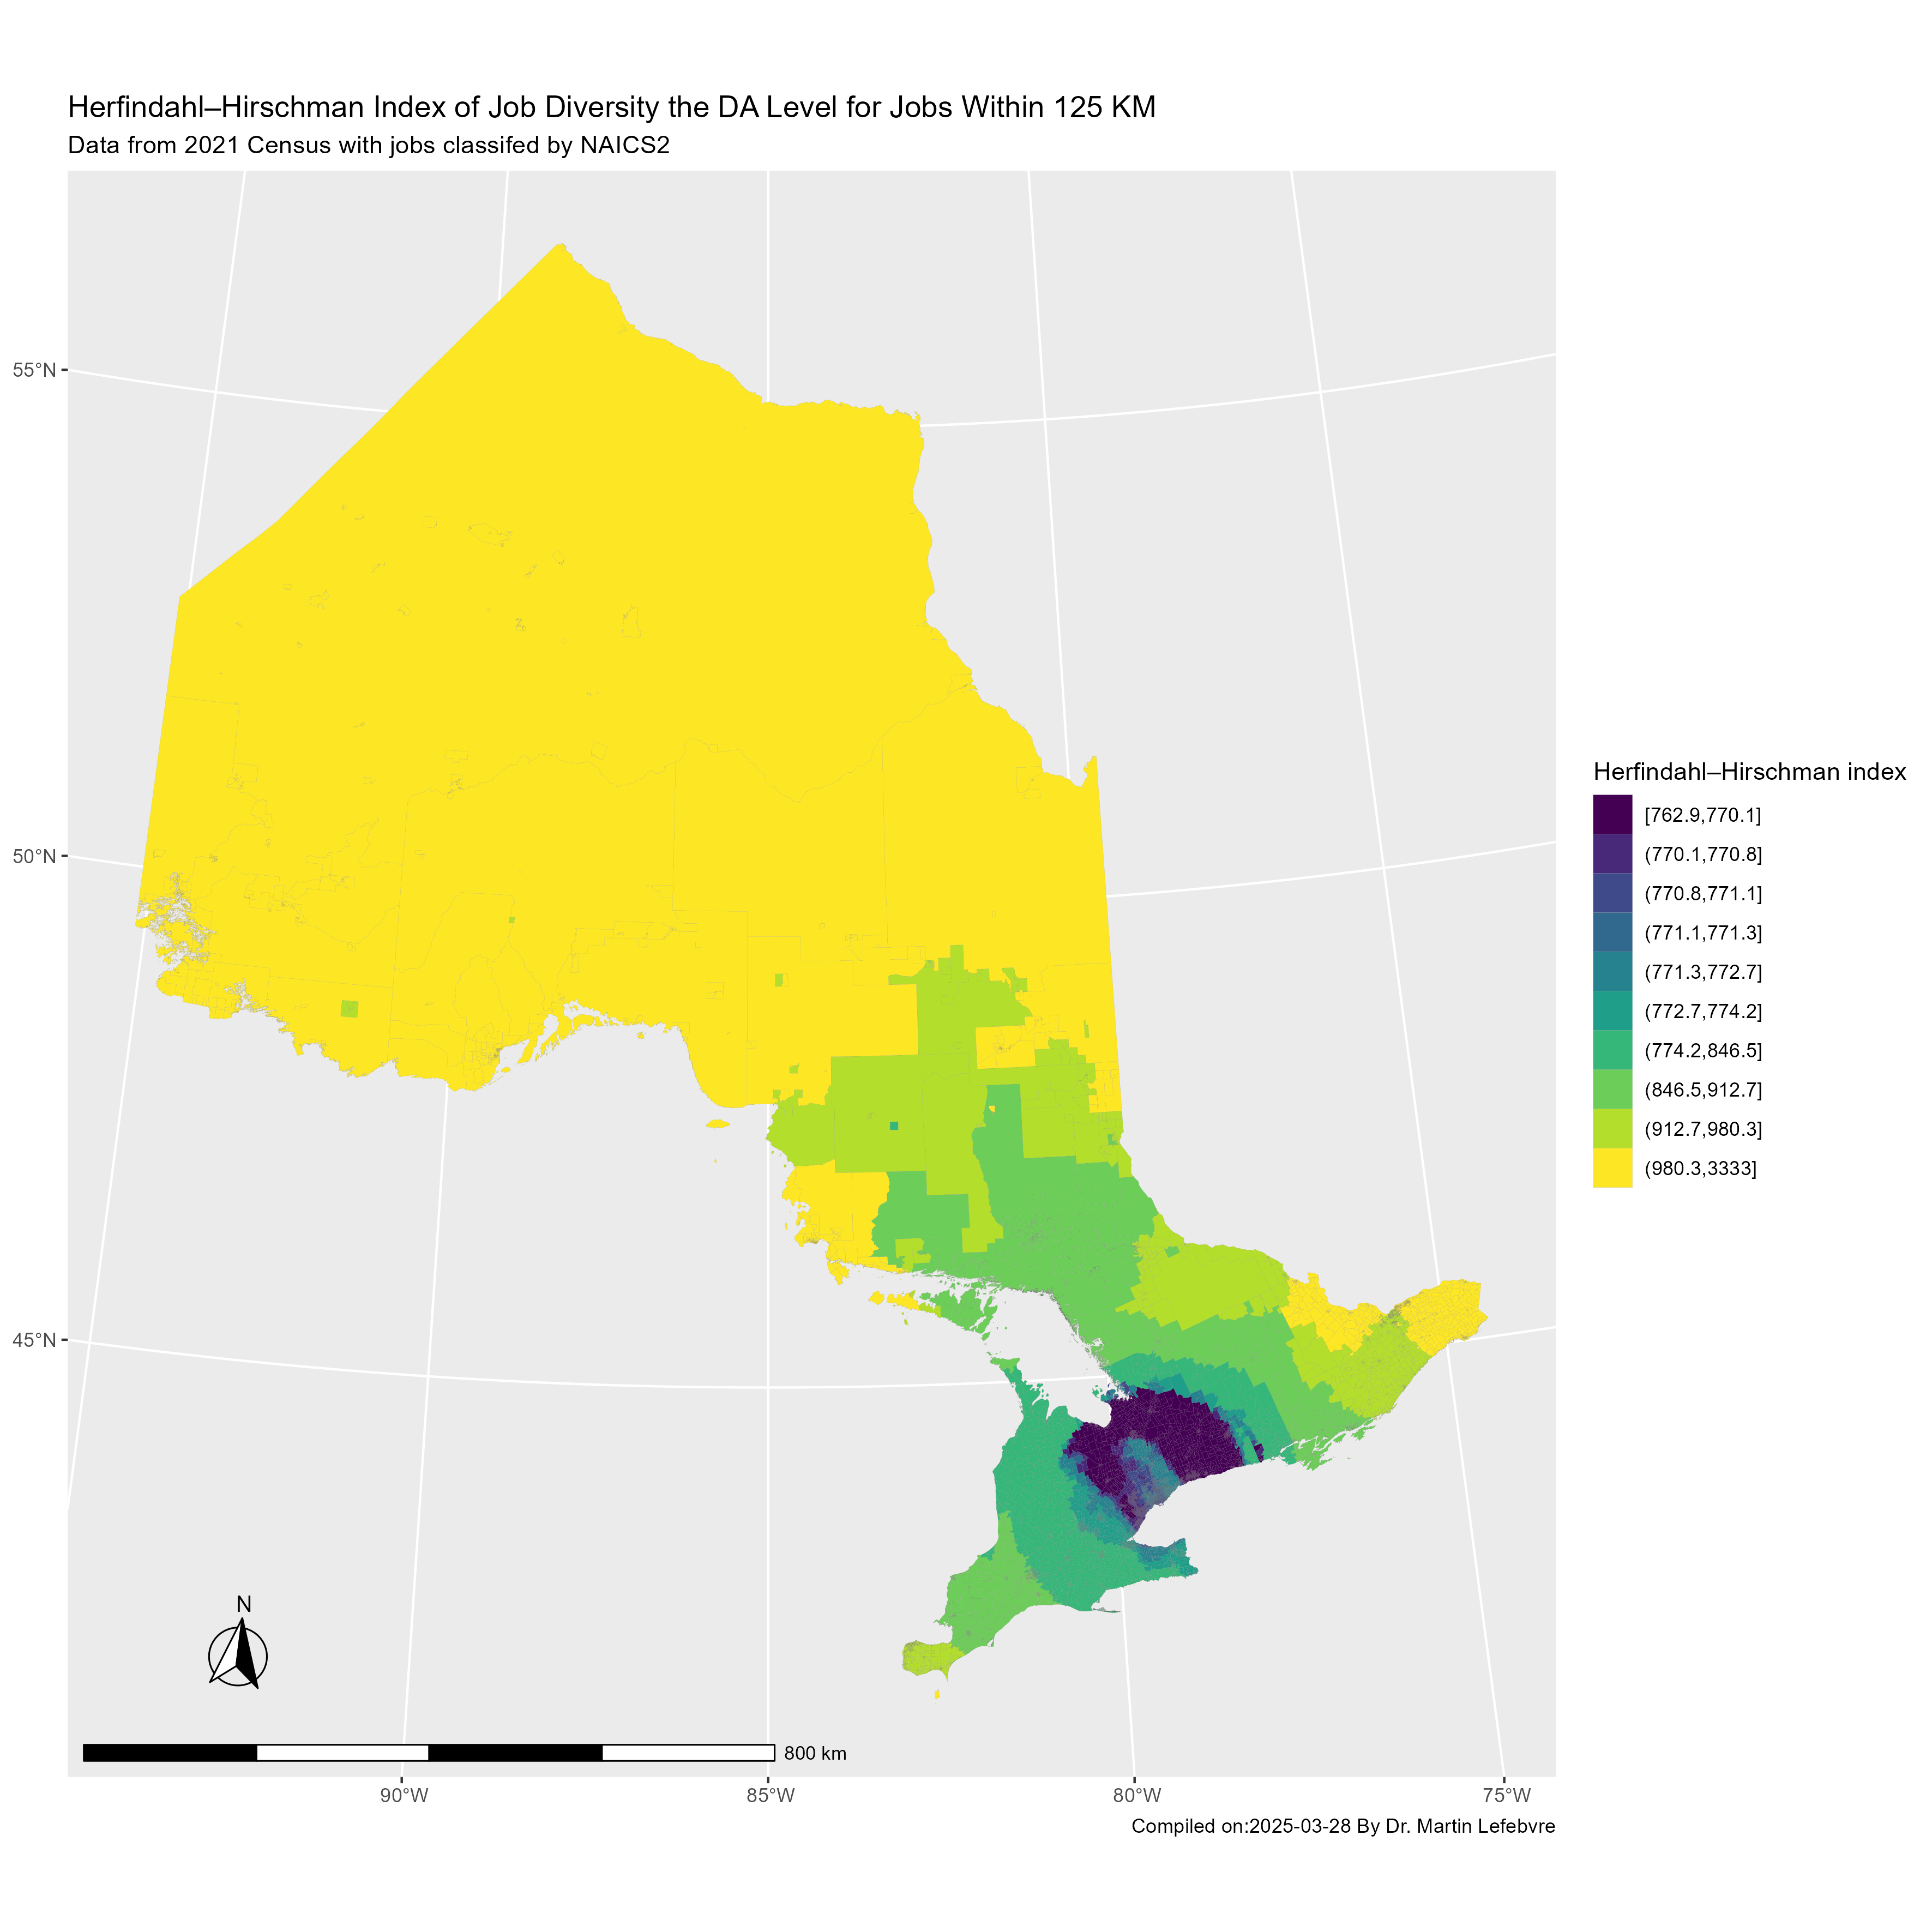 Herfindahl–Hirschman Index of Job Diversity the DA Level for Jobs Within 125 KM
Data from 2021 Census with jobs classifed by NAICS2
55°N
50°N
45°N
Herfindahl–Hirschman index
[762.9,770.1]
(770.1,770.8]
(770.8,771.1]
(771.1,771.3]
(771.3,772.7]
(772.7,774.2]
(774.2,846.5]
(846.5,912.7]
(912.7,980.3]
(980.3,3333]
N
800 km
90°W
85°W
80°W
75°W
Compiled on:2025-03-28 By Dr. Martin Lefebvre